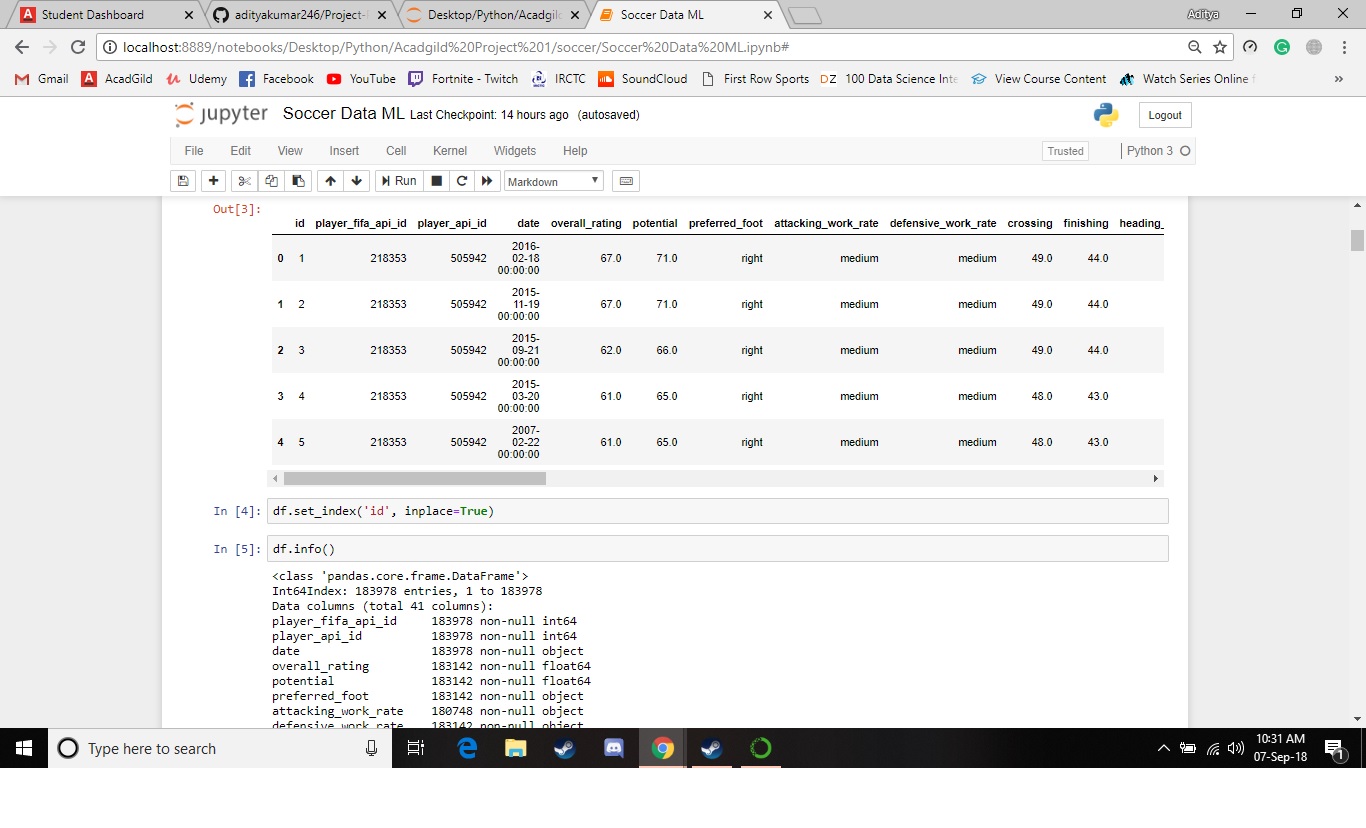 Student Dashboard
adityakumar246/Project-
Desktop/Python/Acadgild
Soccer Data ML
Aditya
localhost:8889/notebooks/Desktop/Python/Acadgild%20Project%201/soccer/Soccer%20Data%20ML.ipynb#
Gmail AcadGild Udemy Facebook YouTube Fortnite - Twitch IRCTC SoundCloud First Row Sports DZ 100 Data Science Inte View Course Content Watch Series Online
jupyter Soccer Data ML Last Checkpoint: 14 hours ago (autosaved) Logout
File Edit View Insert Cell Kernel Widgets Help Trusted Python 3
Run Markdown
Out[3]:
id player_fifa_api_id player_api_id date overall_rating potential preferred_foot attacking_work_rate defensive_work_rate crossing finishing heading_
0 1 218353 505942 2016-02-18 00:00:00 67.0 71.0 right medium medium 49.0 44.0
1 2 218353 505942 2015-11-19 00:00:00 67.0 71.0 right medium medium 49.0 44.0
2 3 218353 505942 2015-09-21 00:00:00 62.0 66.0 right medium medium 49.0 44.0
3 4 218353 505942 2015-03-20 00:00:00 61.0 65.0 right medium medium 48.0 43.0
4 5 218353 505942 2007-02-22 00:00:00 61.0 65.0 right medium medium 48.0 43.0
In [4]: df.set_index('id', inplace=True)
In [5]: df.info()
<class 'pandas.core.frame.DataFrame'>
Int64Index: 183978 entries, 1 to 183978
Data columns (total 41 columns):
player_fifa_api_id 183978 non-null int64
player_api_id 183978 non-null int64
date 183978 non-null object
overall_rating 183142 non-null float64
potential 183142 non-null float64
preferred_foot 183142 non-null object
attacking_work_rate 180748 non-null object
defensive_work_rate 183142 non-null object
Type here to search
10:31 AM
07-Sep-18
1